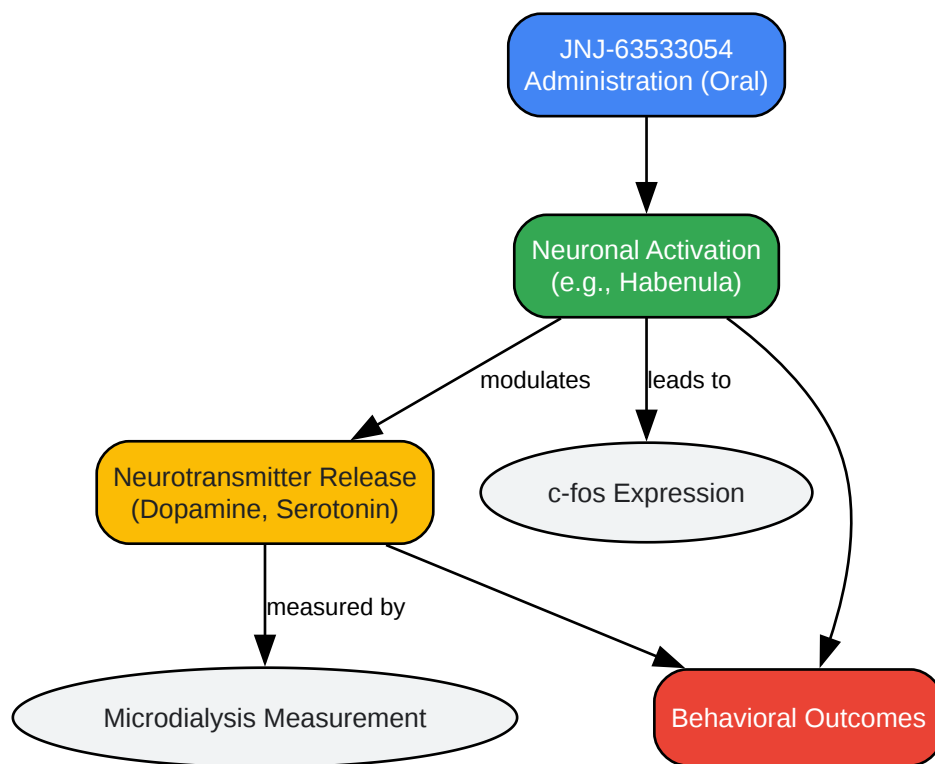 JNJ-63533054
Administration (Oral)
Neuronal Activation
(e.g., Habenula)
modulates
leads to
Neurotransmitter Release
(Dopamine, Serotonin)
c-fos Expression
measured by
Microdialysis Measurement
Behavioral Outcomes